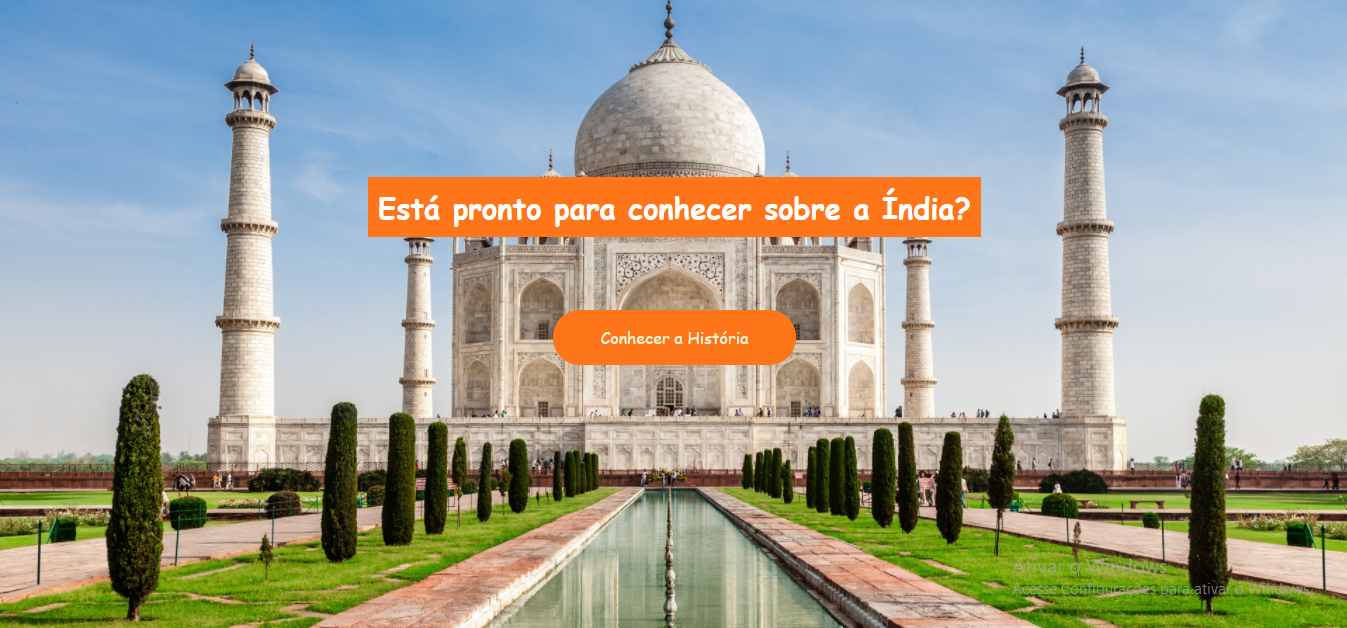 Está pronto para conhecer sobre a Índia?
Conhecer a História
Ativar o Windows
Acesse Configurações para ativar o Windows.